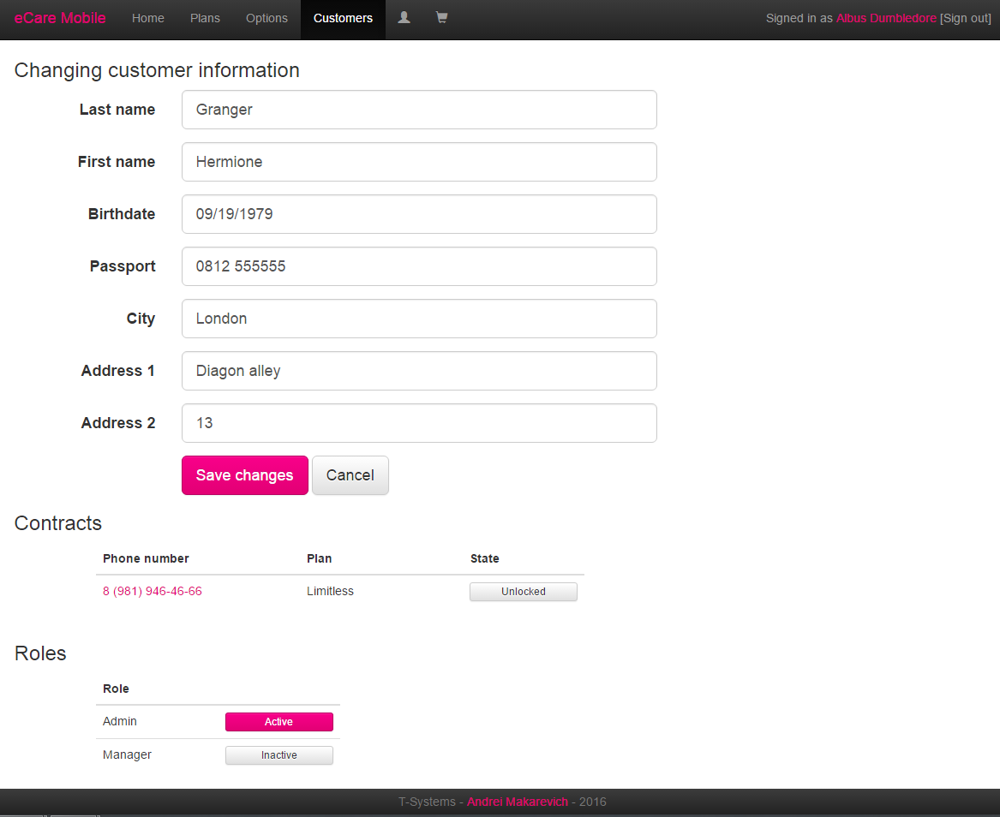 eCare Mobile Home Plans Options Customers Signed in as Albus Dumbledore [Sign out]
Changing customer information
Last name Granger
First name Hermione
Birthdate 09/19/1979
Passport 0812 555555
City London
Address 1 Diagon alley
Address 2 13
Save changes Cancel
Contracts
Phone number Plan State
8 (981) 946-46-66 Limitless Unlocked
Roles
Role
Admin Active
Manager Inactive
T-Systems - Andrei Makarevich - 2016